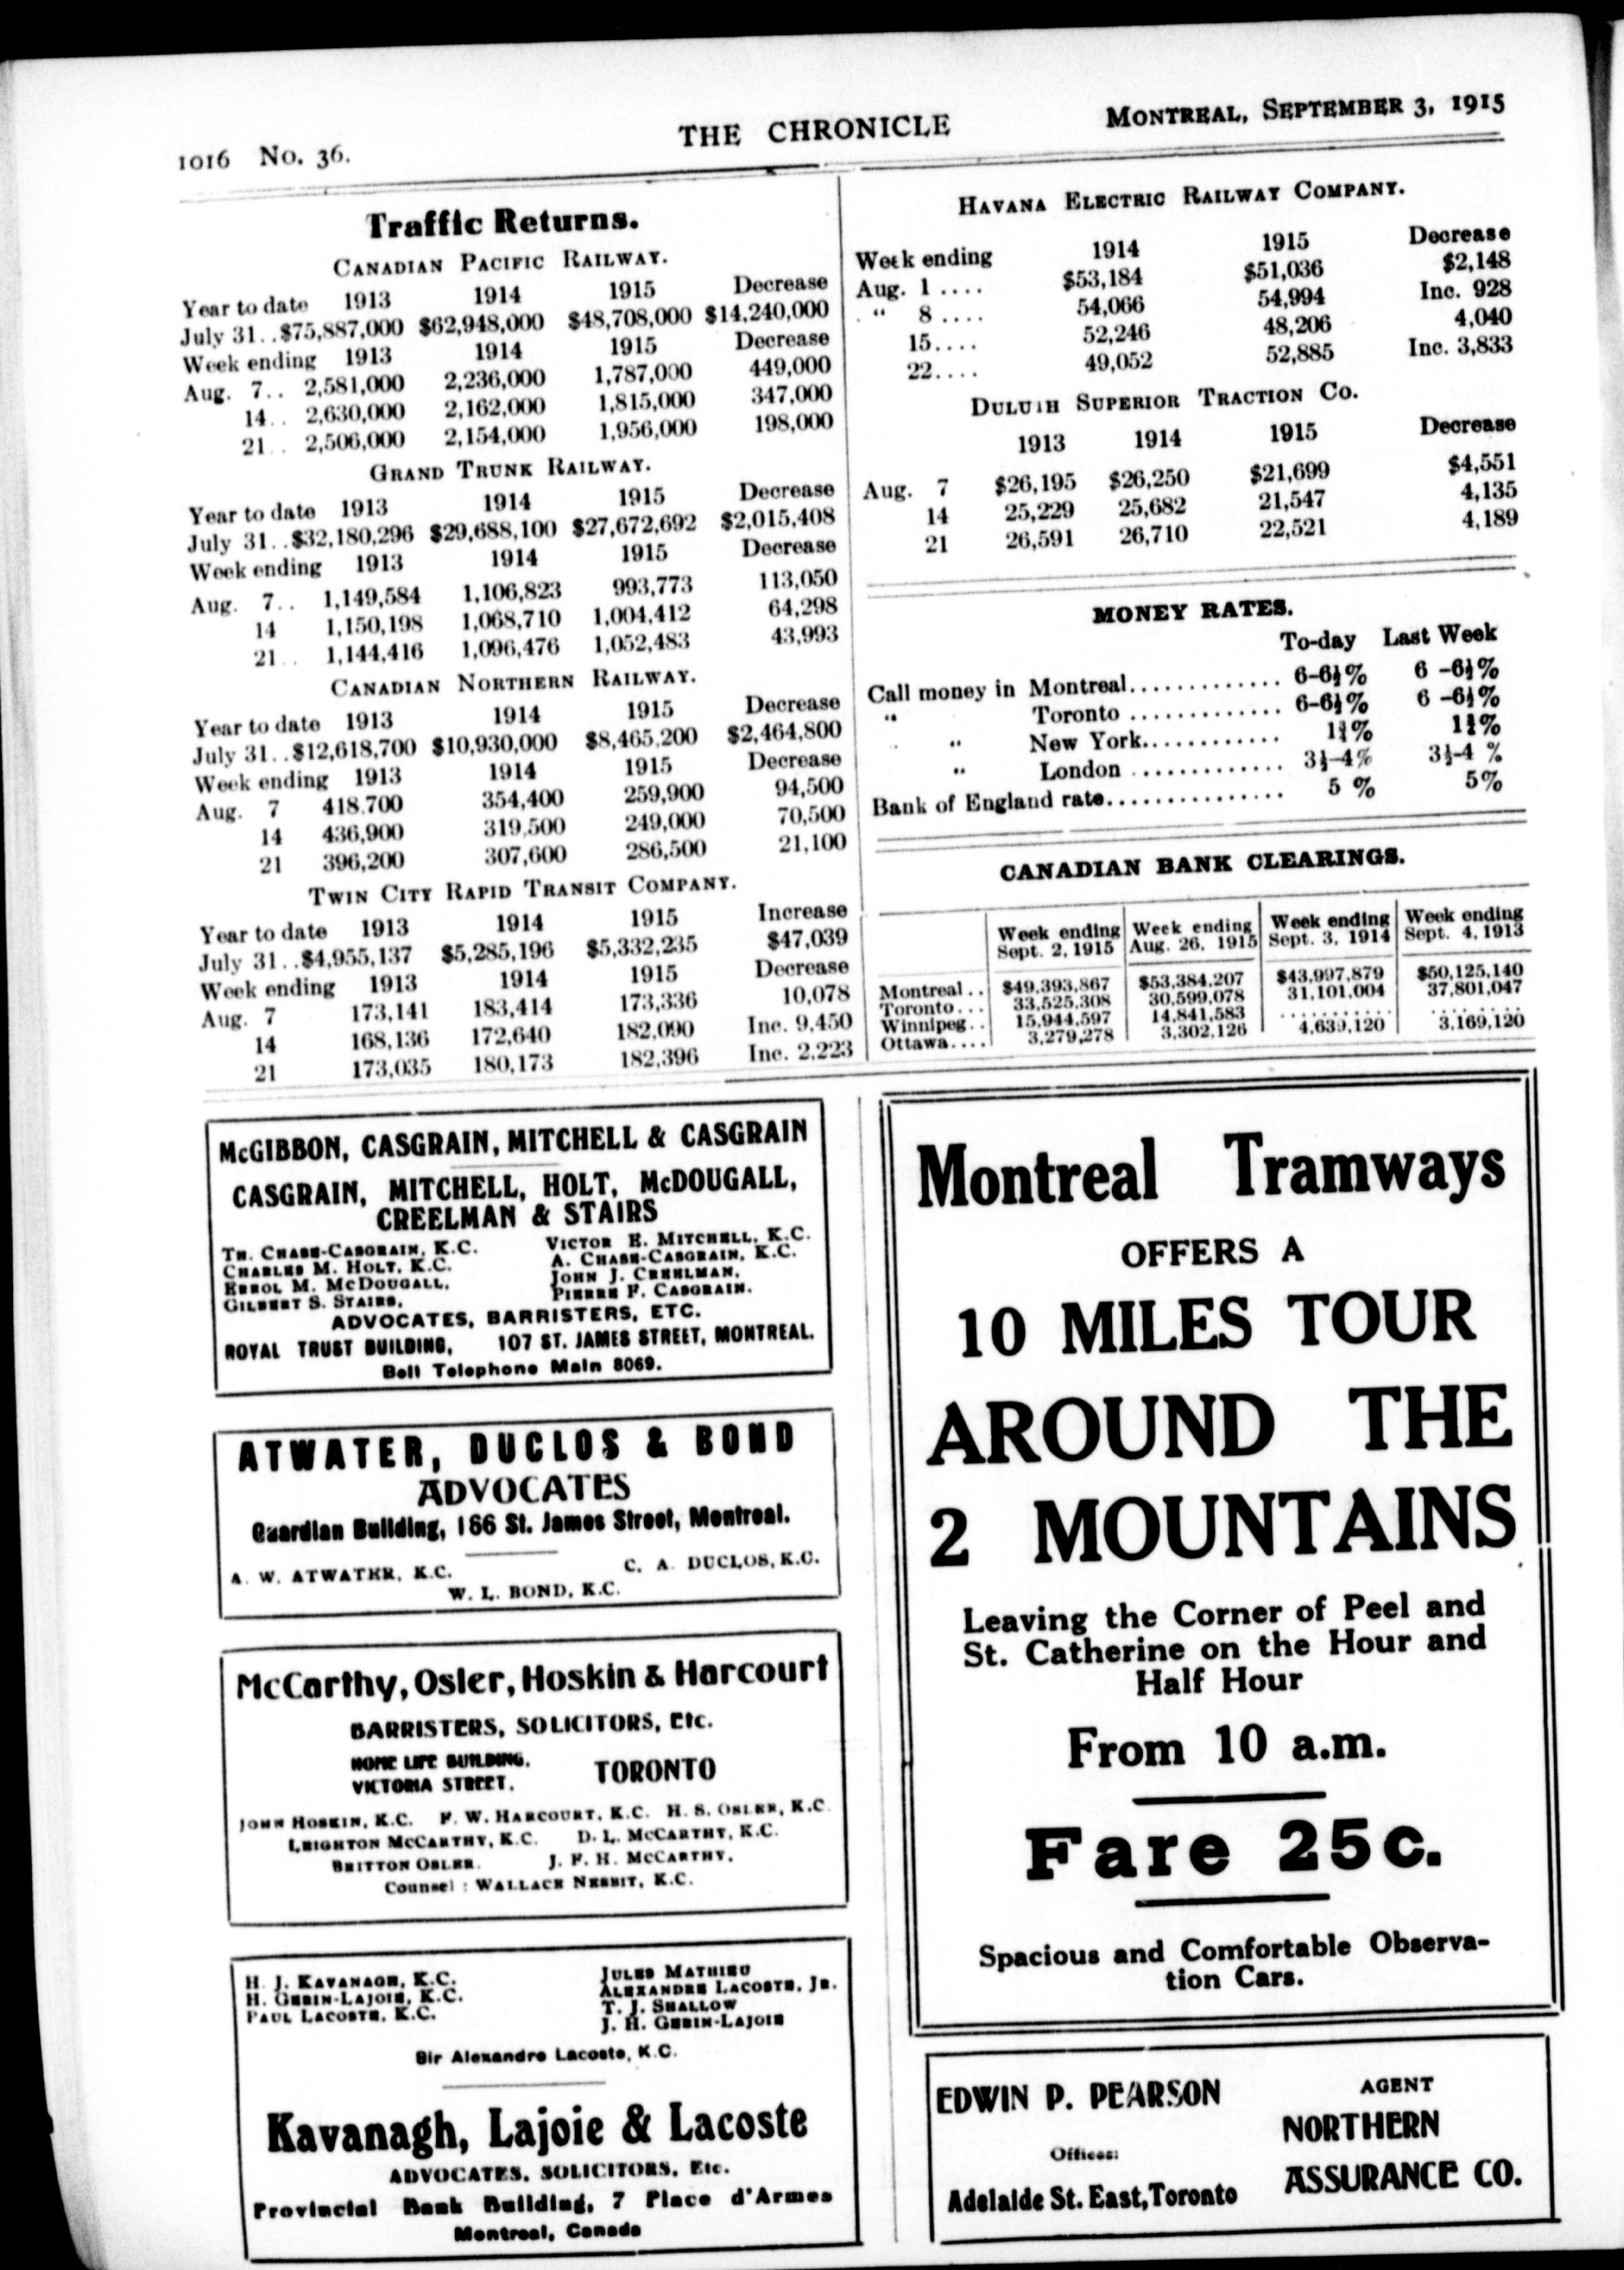 1016 No. 36.
THE CHRONICLE
MONTREAL, SEPTEMBER 3, 1915
Traffic Returns.
CANADIAN PACIFIC RAILWAY.
Year to date 1913 1914 1915 Decrease
July 31..$75,887,000 $62,948,000 $48,708,000 $14,240,000
Week ending 1913 1914 1915 Decrease
Aug. 7.. 2,581,000 2,236,000 1,787,000 449,000
14.. 2,630,000 2,162,000 1,815,000 347,000
21.. 2,506,000 2,154,000 1,956,000 198,000
GRAND TRUNK RAILWAY.
Year to date 1913 1914 1915 Decrease
July 31..$32,180,296 $29,688,100 $27,672,692 $2,015,408
Week ending 1913 1914 1915 Decrease
Aug. 7.. 1,149,584 1,106,823 993,773 113,050
14 1,150,198 1,068,710 1,004,412 64,298
21.. 1,144,416 1,096,476 1,052,483 43,993
CANADIAN NORTHERN RAILWAY.
Year to date 1913 1914 1915 Decrease
July 31..$12,618,700 $10,930,000 $8,465,200 $2,464,800
Week ending 1913 1914 1915 Decrease
Aug. 7 418.700 354,400 259,900 94,500
14 436,900 319,500 249,000 70,500
21 396,200 307,600 286,500 21,100
TWIN CITY RAPID TRANSIT COMPANY.
Year to date 1913 1914 1915 Increase
July 31..$4,955,137 $5,285,196 $5,332,235 $47,039
Week ending 1913 1914 1915 Decrease
Aug. 7 173,141 183,414 173,336 10,078
14 168,136 172,640 182,090 Inc. 9,450
21 173,035 180,173 182,396 Inc. 2,223
HAVANA ELECTRIC RAILWAY COMPANY.
Week ending 1914 1915 Decrease
Aug. 1 .... $53,184 $51,036 $2,148
" 8 .... 54,066 54,994 Inc. 928
15.... 52,246 48,206 4,040
22.... 49,052 52,885 Inc. 3,833
DULUTH SUPERIOR TRACTION CO.
1913 1914 1915 Decrease
Aug. 7 $26,195 $26,250 $21,699 $4,551
14 25,229 25,682 21,547 4,135
21 26,591 26,710 22,521 4,189
MONEY RATES.
To-day Last Week
Call money in Montreal............. 6-6½% 6 -6½%
" Toronto ............. 6-6½% 6 -6½%
" New York............ %  %
" London ............. 3½-4% 3½-4 %
Bank of England rate................ 5 % 5%
CANADIAN BANK CLEARINGS.
Week ending Sept. 2, 1915 Week ending Aug. 26, 1915 Week ending Sept. 3, 1914 Week ending Sept. 4, 1913
Montreal.. $49,393,867 $53,384,207 $43,997,879 $50,125,140
Toronto... 33,525,308 30,599,078 31,101,004 37,801,047
Winnipeg.. 15,944,597 14,841,583 .......... ..........
Ottawa.... 3,279,278 3,302,126 4,639,120 3,169,120
McGIBBON, CASGRAIN, MITCHELL & CASGRAIN
CASGRAIN, MITCHELL, HOLT, McDOUGALL,
CREELMAN & STAIRS
TH. CHASE-CASGRAIN, K.C. VICTOR E. MITCHELL, K.C.
CHARLES M. HOLT, K.C. A. CHASE-CASGRAIN, K.C.
ERROL M. McDOUGALL, JOHN J. CREELMAN,
GILBERT S. STAIRS, PIERRE F. CASGRAIN.
ADVOCATES, BARRISTERS, ETC.
ROYAL TRUST BUILDING, 107 ST. JAMES STREET, MONTREAL.
Bell Telephone Main 8069.
ATWATER, DUCLOS & BOND
ADVOCATES
Guardian Building, 166 St. James Street, Montreal.
A. W. ATWATER, K.C. C. A. DUCLOS, K.C.
W. L. BOND, K.C.
McCarthy, Osler, Hoskin & Harcourt
BARRISTERS, SOLICITORS, Etc.
HOME LIFE BUILDING,
VICTORIA STREET, TORONTO
JOHN HOSKIN, K.C. F. W. HARCOURT, K.C. H. S. OSLER, K.C.
LEIGHTON McCARTHY, K.C. D. L. McCARTHY, K.C.
BRITTON OSLER. J. F. H. McCARTHY.
Counsel : WALLACE NESBIT, K.C.
H. J. KAVANAGH, K.C. JULES MATHIEU
H. GERIN-LAJOIE, K.C. ALEXANDRE LACOSTE, JR.
PAUL LACOSTE, K.C. T. J. SHALLOW
J. H. GERIN-LAJOIE
Sir Alexandre Lacoste, K.C.
Kavanagh, Lajoie & Lacoste
ADVOCATES, SOLICITORS, Etc.
Provincial Bank Building, 7 Place d'Armes
Montreal, Canada
Montreal Tramways
OFFERS A
10 MILES TOUR
AROUND THE
2 MOUNTAINS
Leaving the Corner of Peel and
St. Catherine on the Hour and
Half Hour
From 10 a.m.
Fare 25c.
Spacious and Comfortable Observa-
tion Cars.
EDWIN P. PEARSON
Offices:
Adelaide St. East, Toronto
AGENT
NORTHERN
ASSURANCE CO.